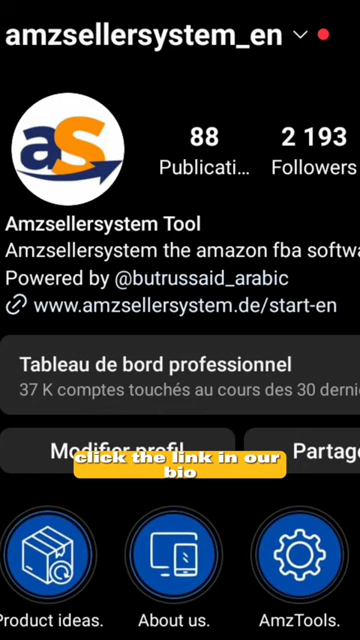 amzsellersystem_en
aS
88
2 193
Publicati...
Followers
Amzsellersystem Tool
Amzsellersystem the amazon fba softwa
Powered by @butrussaid_arabic
www.amzsellersystem.de/start-en
Tableau de bord professionnel
37 K comptes touchés au cours des 30 derni
Modifier profil
Partag
click the link in our
bio
Product ideas.
About us.
AmzTools.